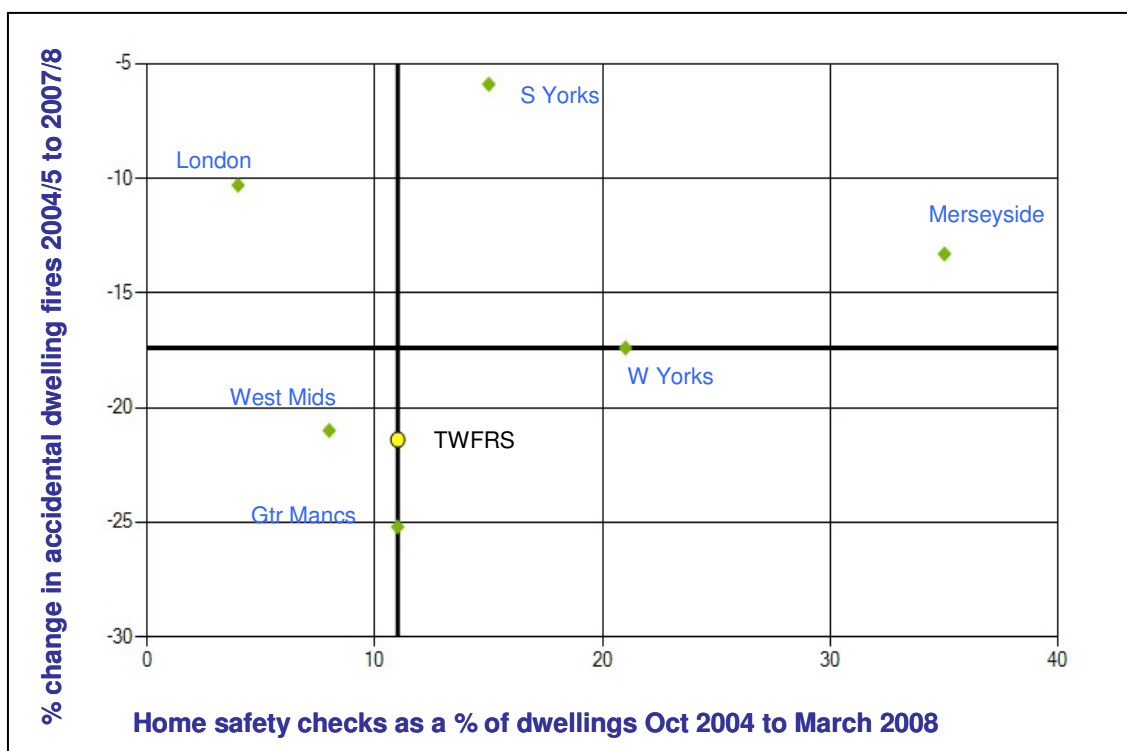 % change in accidental dwelling fires 2004/5 to 2007/8
-5
S Yorks
London
-10
Merseyside
-15
W Yorks
West Mids
-20
TWFRS
Gtr Mancs
-25
-30
0 10 20 30 40
Home safety checks as a % of dwellings Oct 2004 to March 2008